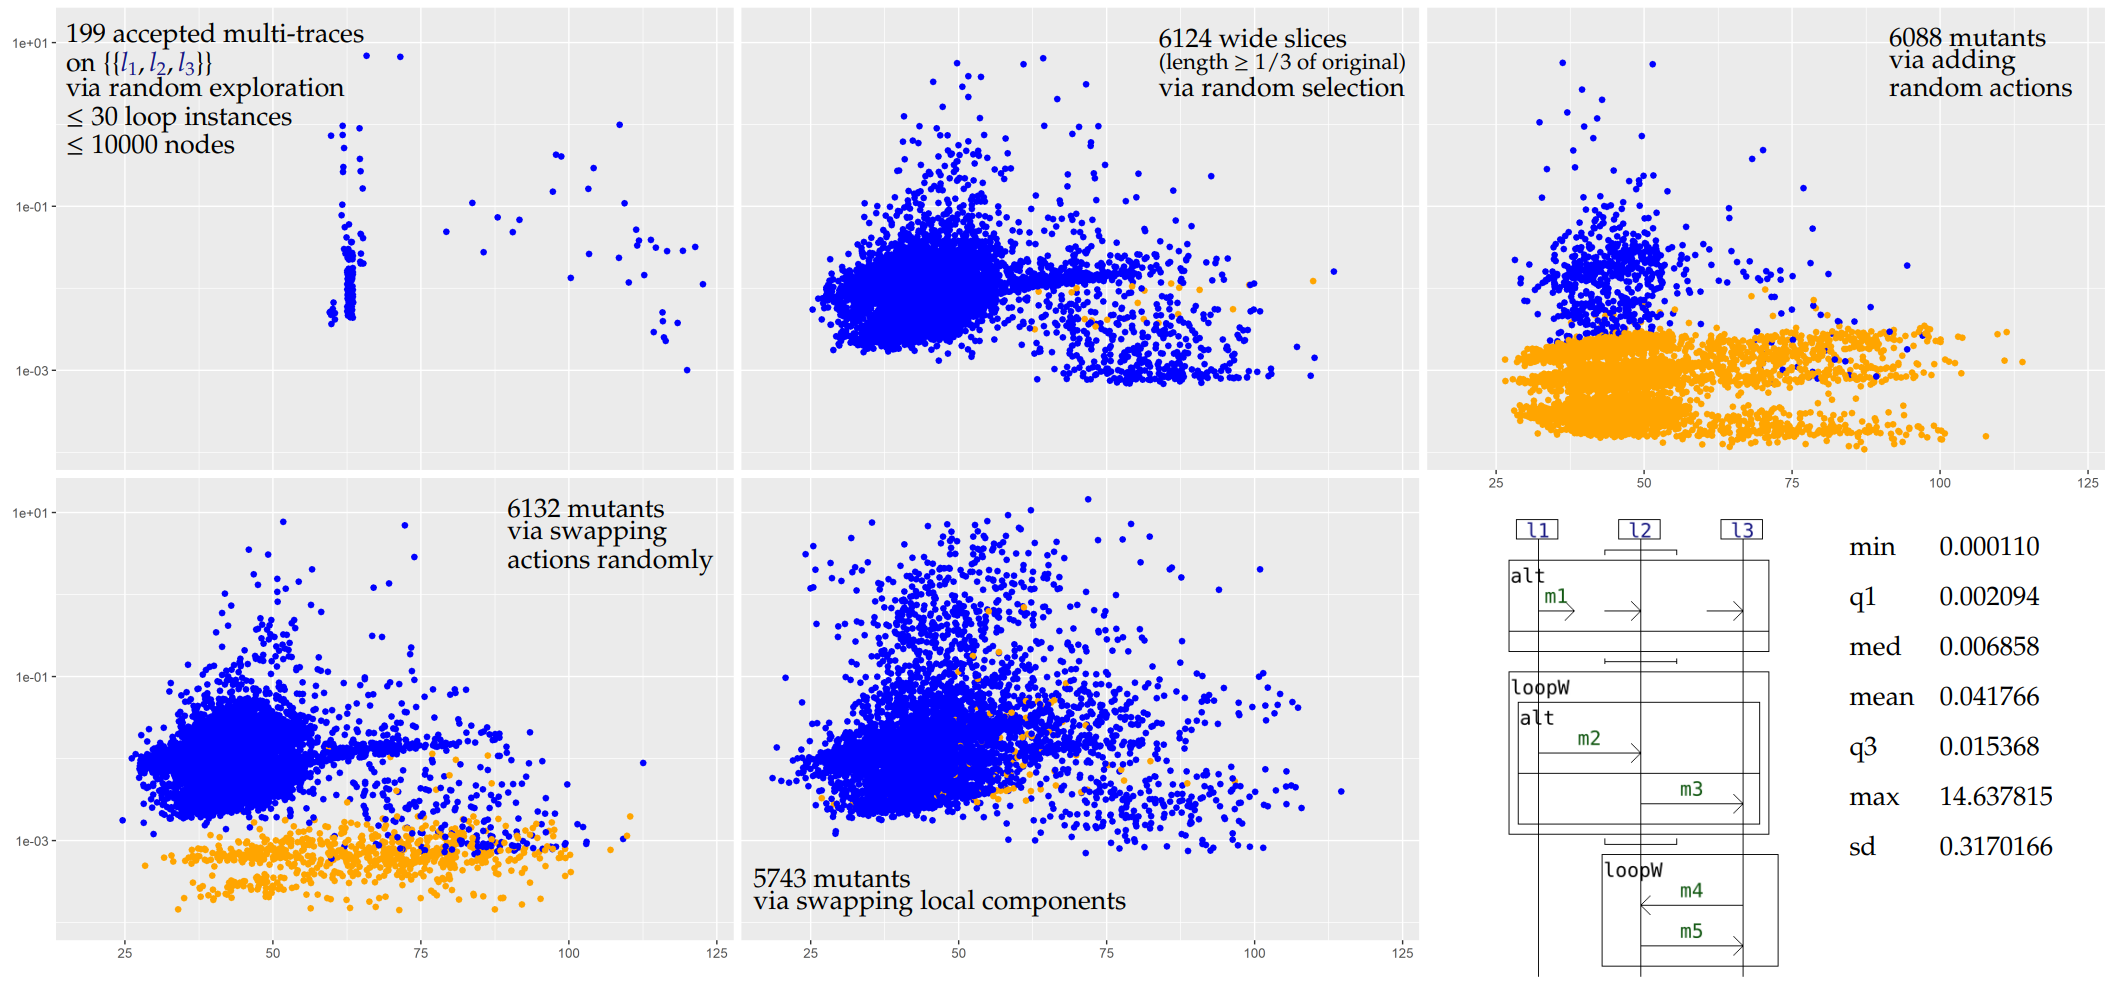 199 accepted multi-traces
on {{l1, l2, l3}}
via random exploration
≤ 30 loop instances
≤ 10000 nodes
1e+01
1e-01
1e-03
6124 wide slices
(length ≥ 1/3 of original)
via random selection
6088 mutants
via adding
random actions
25 50 75 100 125
6132 mutants
via swapping
actions randomly
1e+01
1e-01
1e-03
25 50 75 100 125
5743 mutants
via swapping local components
25 50 75 100 125
l1 l2 l3
alt
m1
loopW
alt
m2
m3
loopW
m4
m5
min 0.000110
q1 0.002094
med 0.006858
mean 0.041766
q3 0.015368
max 14.637815
sd 0.3170166